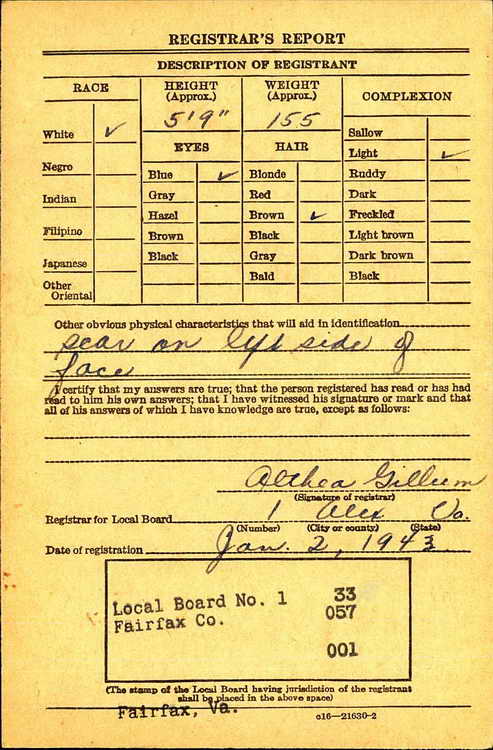 REGISTRAR'S REPORT
DESCRIPTION OF REGISTRANT
RACE
HEIGHT (Approx.)
WEIGHT (Approx.)
COMPLEXION
5'9"
155
White ✓
EYES
HAIR
Sallow
Light ✓
Negro
Blue ✓
Blonde
Ruddy
Indian
Gray
Red
Dark
Hazel
Brown ✓
Freckled
Filipino
Brown
Black
Light brown
Japanese
Black
Gray
Dark brown
Other Oriental
Bald
Black
Other obvious physical characteristics that will aid in identification
scar on left side of
face
I certify that my answers are true; that the person registered has read or has had
read to him his own answers; that I have witnessed his signature or mark and that
all of his answers of which I have knowledge are true, except as follows:
Althea Gillum
(Signature of registrar)
Registrar for Local Board 1 Alex Va.
(Number) (City or county) (State)
Date of registration Jan. 2, 1943
Local Board No. 1 33
Fairfax Co. 057
001
(The stamp of the Local Board having jurisdiction of the registrant
shall be placed in the above space)
Fairfax, Va.
c16—21630-2